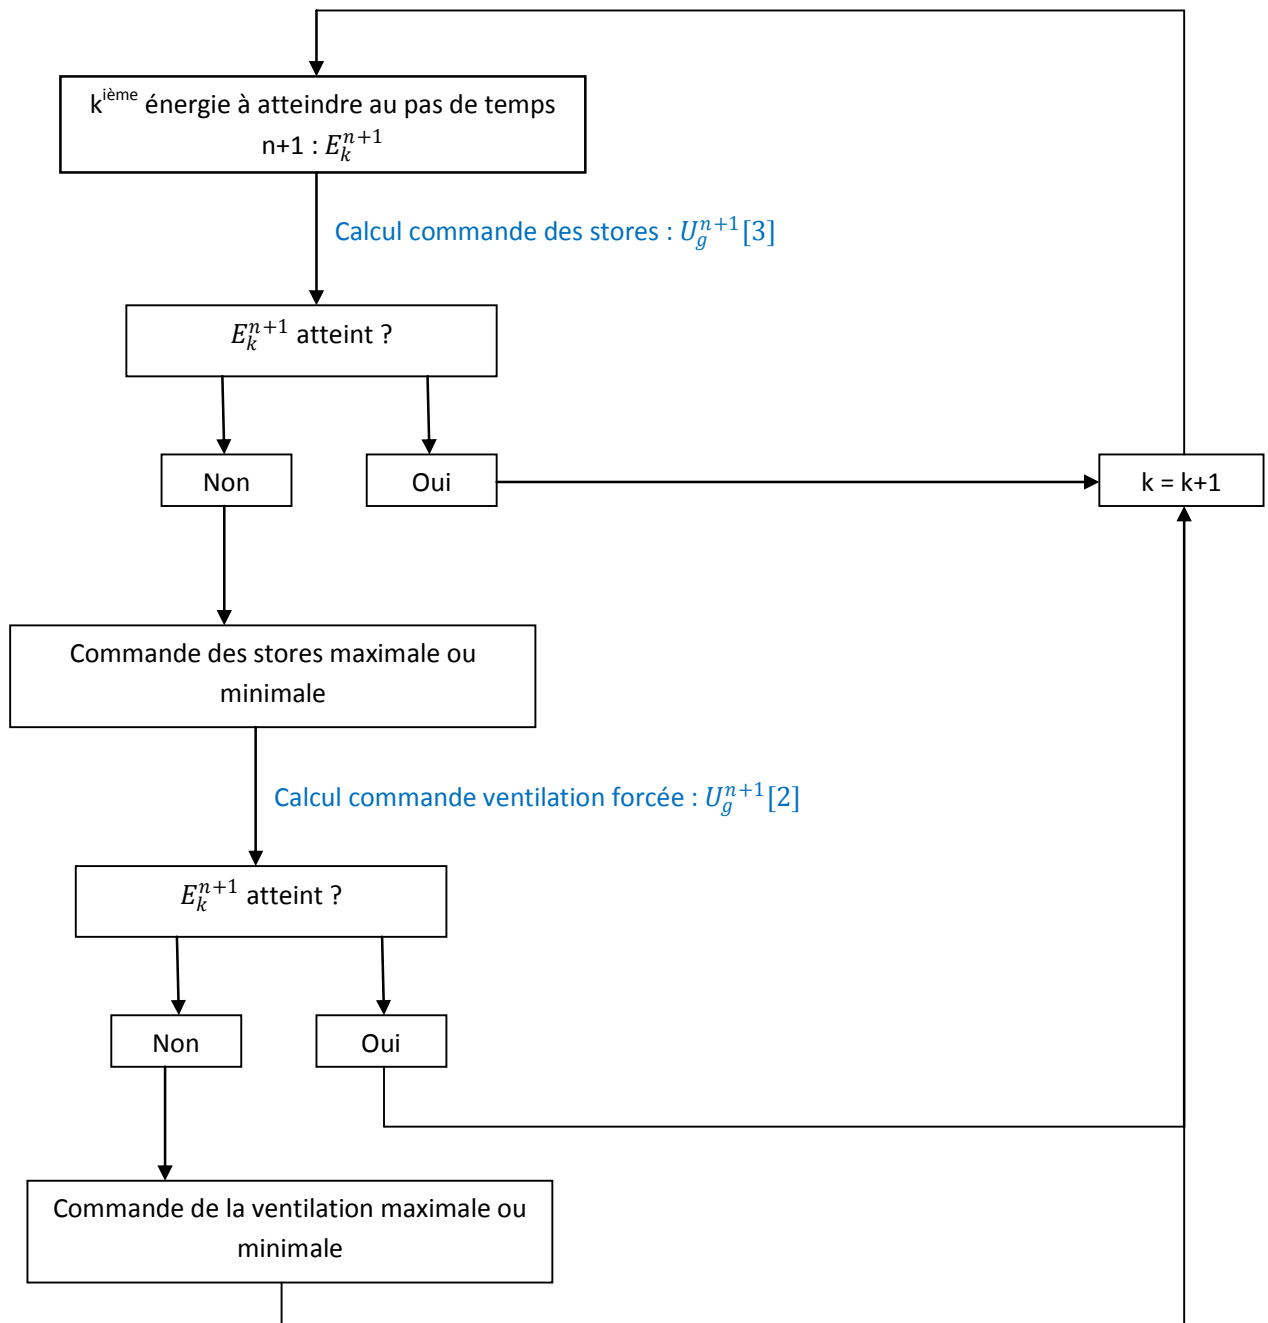 k^ième énergie à atteindre au pas de temps
n+1 : $E_k^{n+1}$
Calcul commande des stores : $U_g^{n+1}[3]$
$E_k^{n+1}$ atteint ?
Non
Oui
k = k+1
Commande des stores maximale ou
minimale
Calcul commande ventilation forcée : $U_g^{n+1}[2]$
$E_k^{n+1}$ atteint ?
Non
Oui
Commande de la ventilation maximale ou
minimale